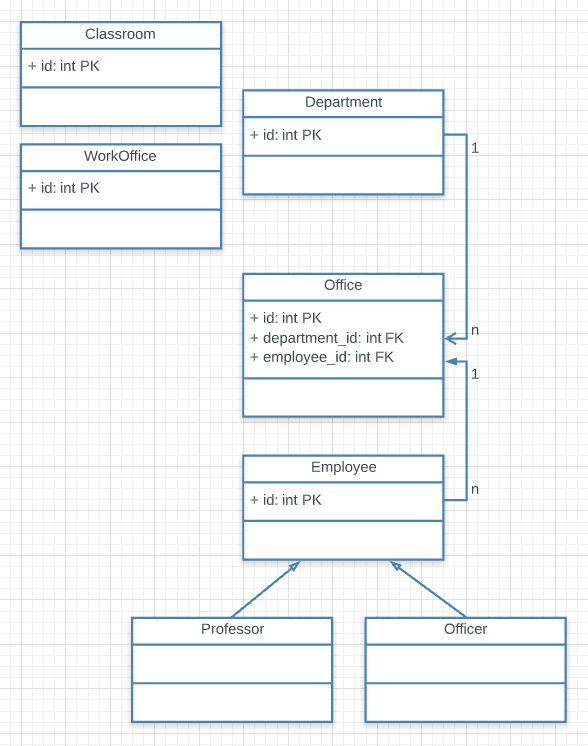 Classroom
+ id: int PK
WorkOffice
+ id: int PK
Department
+ id: int PK
1
Office
+ id: int PK
+ department_id: int FK
+ employee_id: int FK
n
1
Employee
+ id: int PK
n
Professor
Officer